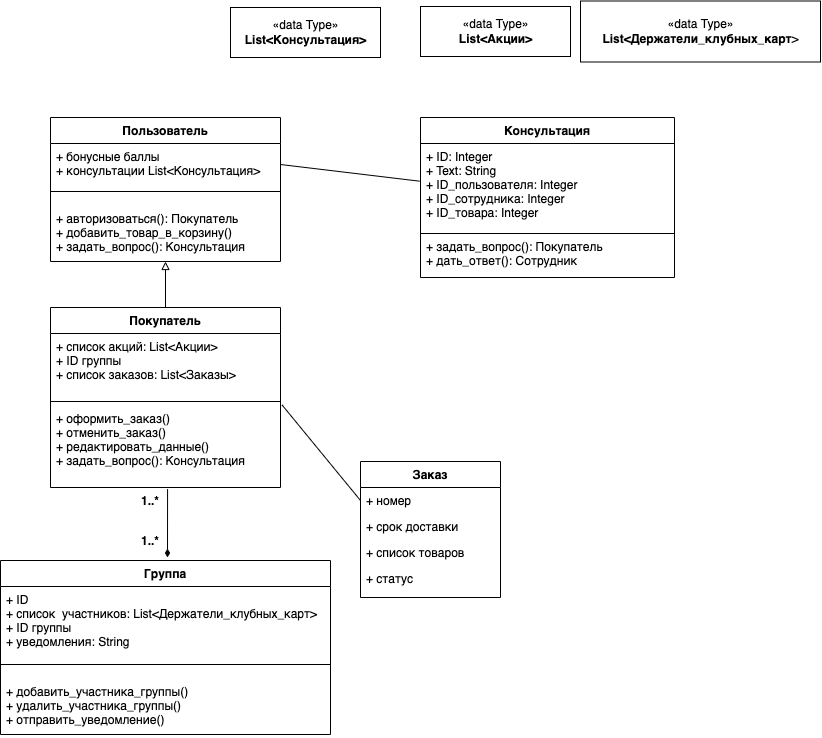 «data Type»
List<Консультация>
«data Type»
List<Акции>
«data Type»
List<Держатели_клубных_карт>
Пользователь
+ бонусные баллы
+ консультации List<Консультация>
+ авторизоваться(): Покупатель
+ добавить_товар_в_корзину()
+ задать_вопрос(): Консультация
Консультация
+ ID: Integer
+ Text: String
+ ID_пользователя: Integer
+ ID_сотрудника: Integer
+ ID_товара: Integer
+ задать_вопрос(): Покупатель
+ дать_ответ(): Сотрудник
Покупатель
+ список акций: List<Акции>
+ ID группы
+ список заказов: List<Заказы>
+ оформить_заказ()
+ отменить_заказ()
+ редактировать_данные()
+ задать_вопрос(): Консультация
Заказ
+ номер
+ срок доставки
+ список товаров
+ статус
1..*
1..*
Группа
+ ID
+ список участников: List<Держатели_клубных_карт>
+ ID группы
+ уведомления: String
+ добавить_участника_группы()
+ удалить_участника_группы()
+ отправить_уведомление()